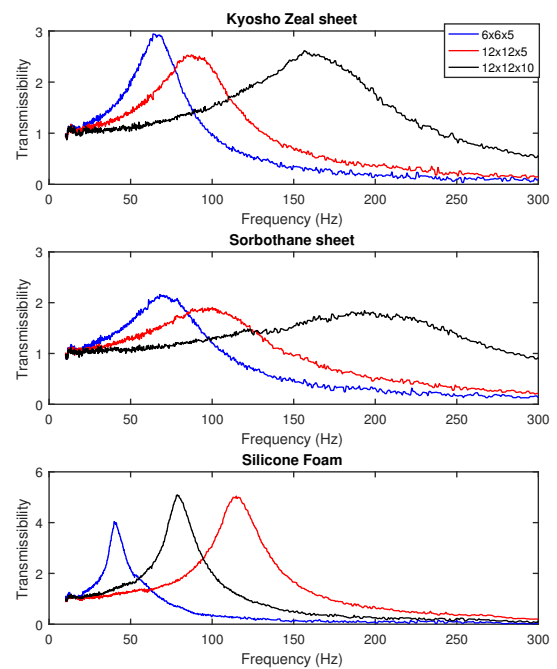 Kyosho Zeal sheet
3
2
1
0
Transmissibility
6x6x5
12x12x5
12x12x10
0 50 100 150 200 250 300
Frequency (Hz)
Sorbothane sheet
3
2
1
0
Transmissibility
0 50 100 150 200 250 300
Frequency (Hz)
Silicone Foam
6
4
2
0
Transmissibility
0 50 100 150 200 250 300
Frequency (Hz)